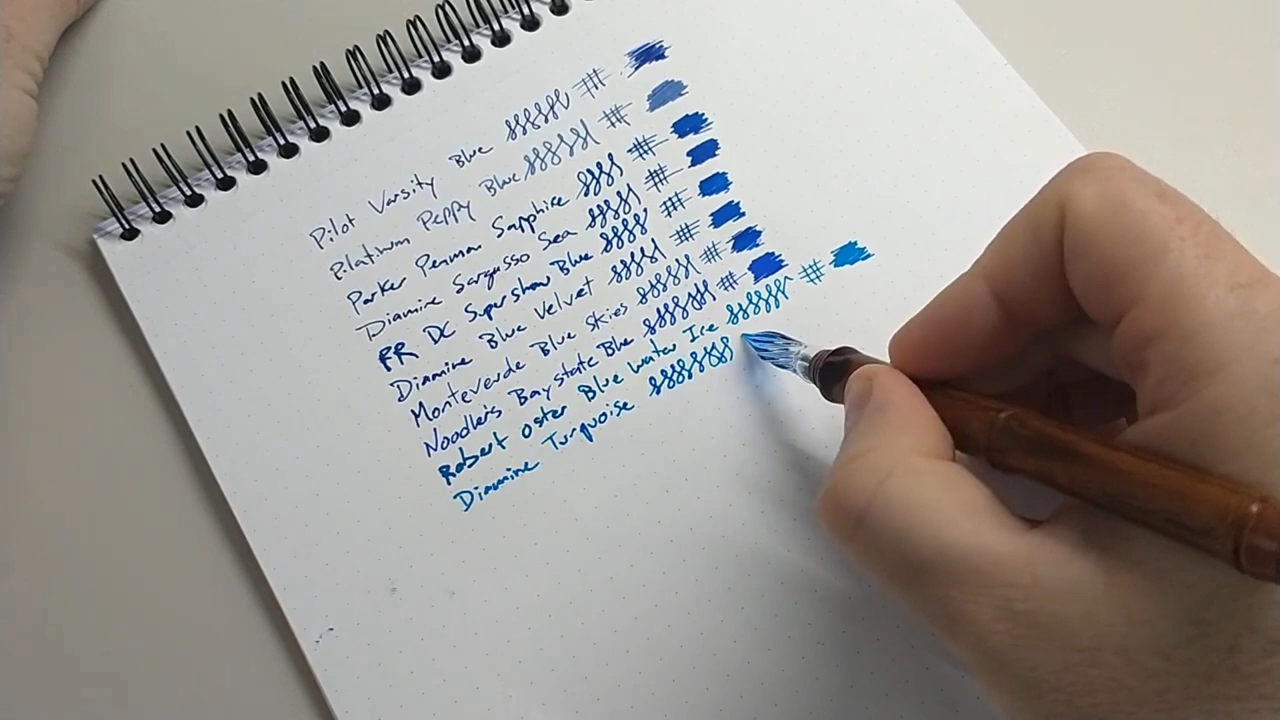 Pilot Varsity Blue
Platinum Peppy Blue
Parker Penman Sapphire
Diamine Sargasso Sea
FR DC Supershow Blue
Diamine Blue Velvet
Monteverde Blue Skies
Noodler's Baystate Blue
Robert Oster Blue Water Ice
Diamine Turquoise